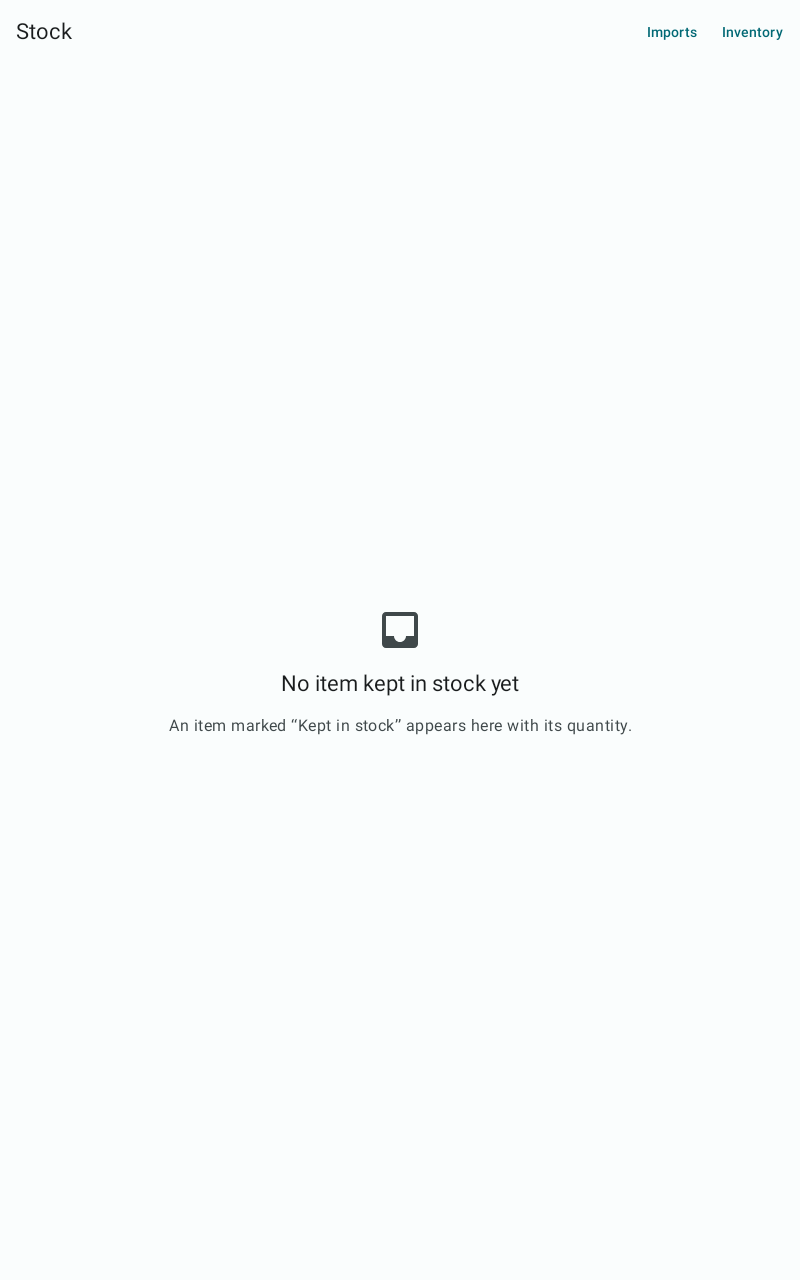 Stock
Imports
Inventory
No item kept in stock yet
An item marked “Kept in stock” appears here with its quantity.